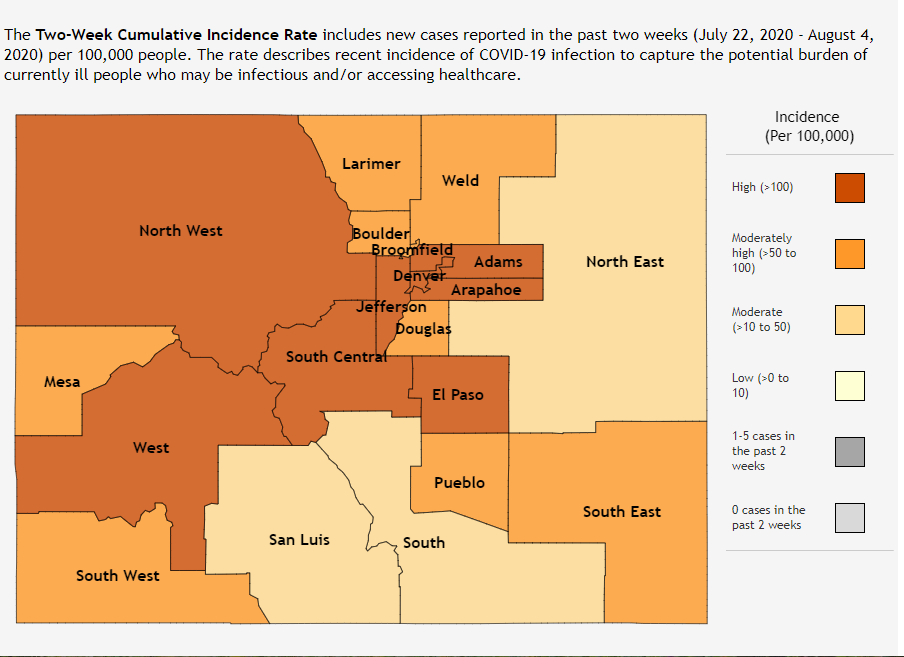 The Two-Week Cumulative Incidence Rate includes new cases reported in the past two weeks (July 22, 2020 - August 4,
2020) per 100,000 people. The rate describes recent incidence of COVID-19 infection to capture the potential burden of
currently ill people who may be infectious and/or accessing healthcare.
Larimer
Weld
North West
Boulder
Broomfield
Adams
North East
Denver
Arapahoe
Jefferson
Douglas
South Central
Mesa
El Paso
West
Pueblo
South East
San Luis
South
South West
Incidence
(Per 100,000)
High (>100)
Moderately
high (>50 to
100)
Moderate
(>10 to 50)
Low (>0 to
10)
1-5 cases in
the past 2
weeks
0 cases in the
past 2 weeks